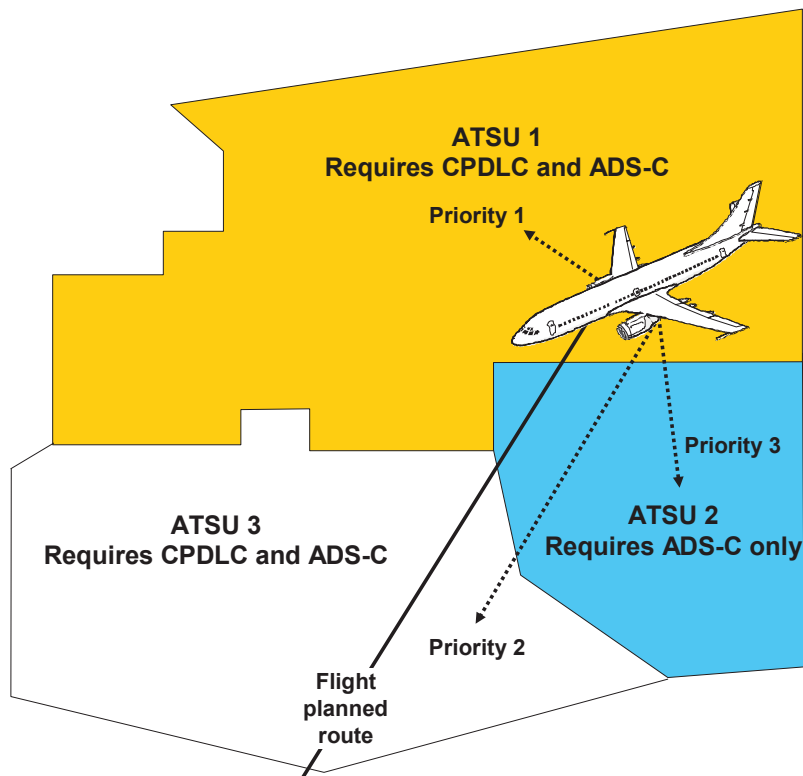 ATSU 1
Requires CPDLC and ADS-C
Priority 1
Priority 3
ATSU 3
Requires CPDLC and ADS-C
ATSU 2
Requires ADS-C only
Priority 2
Flight
planned
route